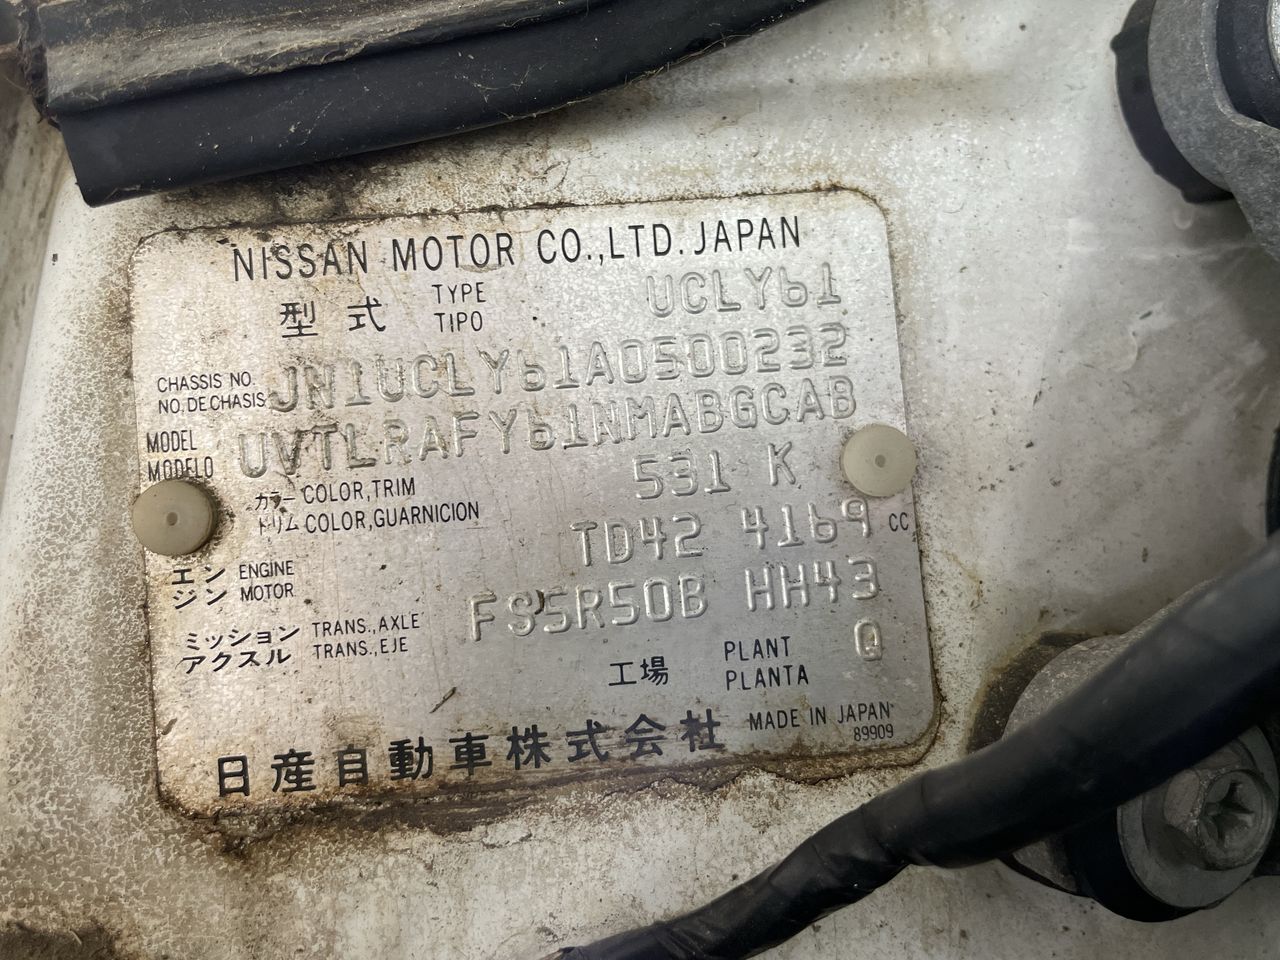 NISSAN MOTOR CO.,LTD. JAPAN
型式 TYPE TIPO UCLY61
CHASSIS NO. NO.DE CHASIS JN1UCLY61A0500232
MODEL MODELO UVTLRAFY61NMABGCAB
カラー COLOR,TRIM トリム COLOR,GUARNICION 531 K
エンジン ENGINE MOTOR TD42 4169 CC
ミッション アクスル TRANS.,AXLE TRANS.,EJE FS5R50B HH43
工場 PLANT PLANTA Q
日産自動車株式会社 MADE IN JAPAN
89909